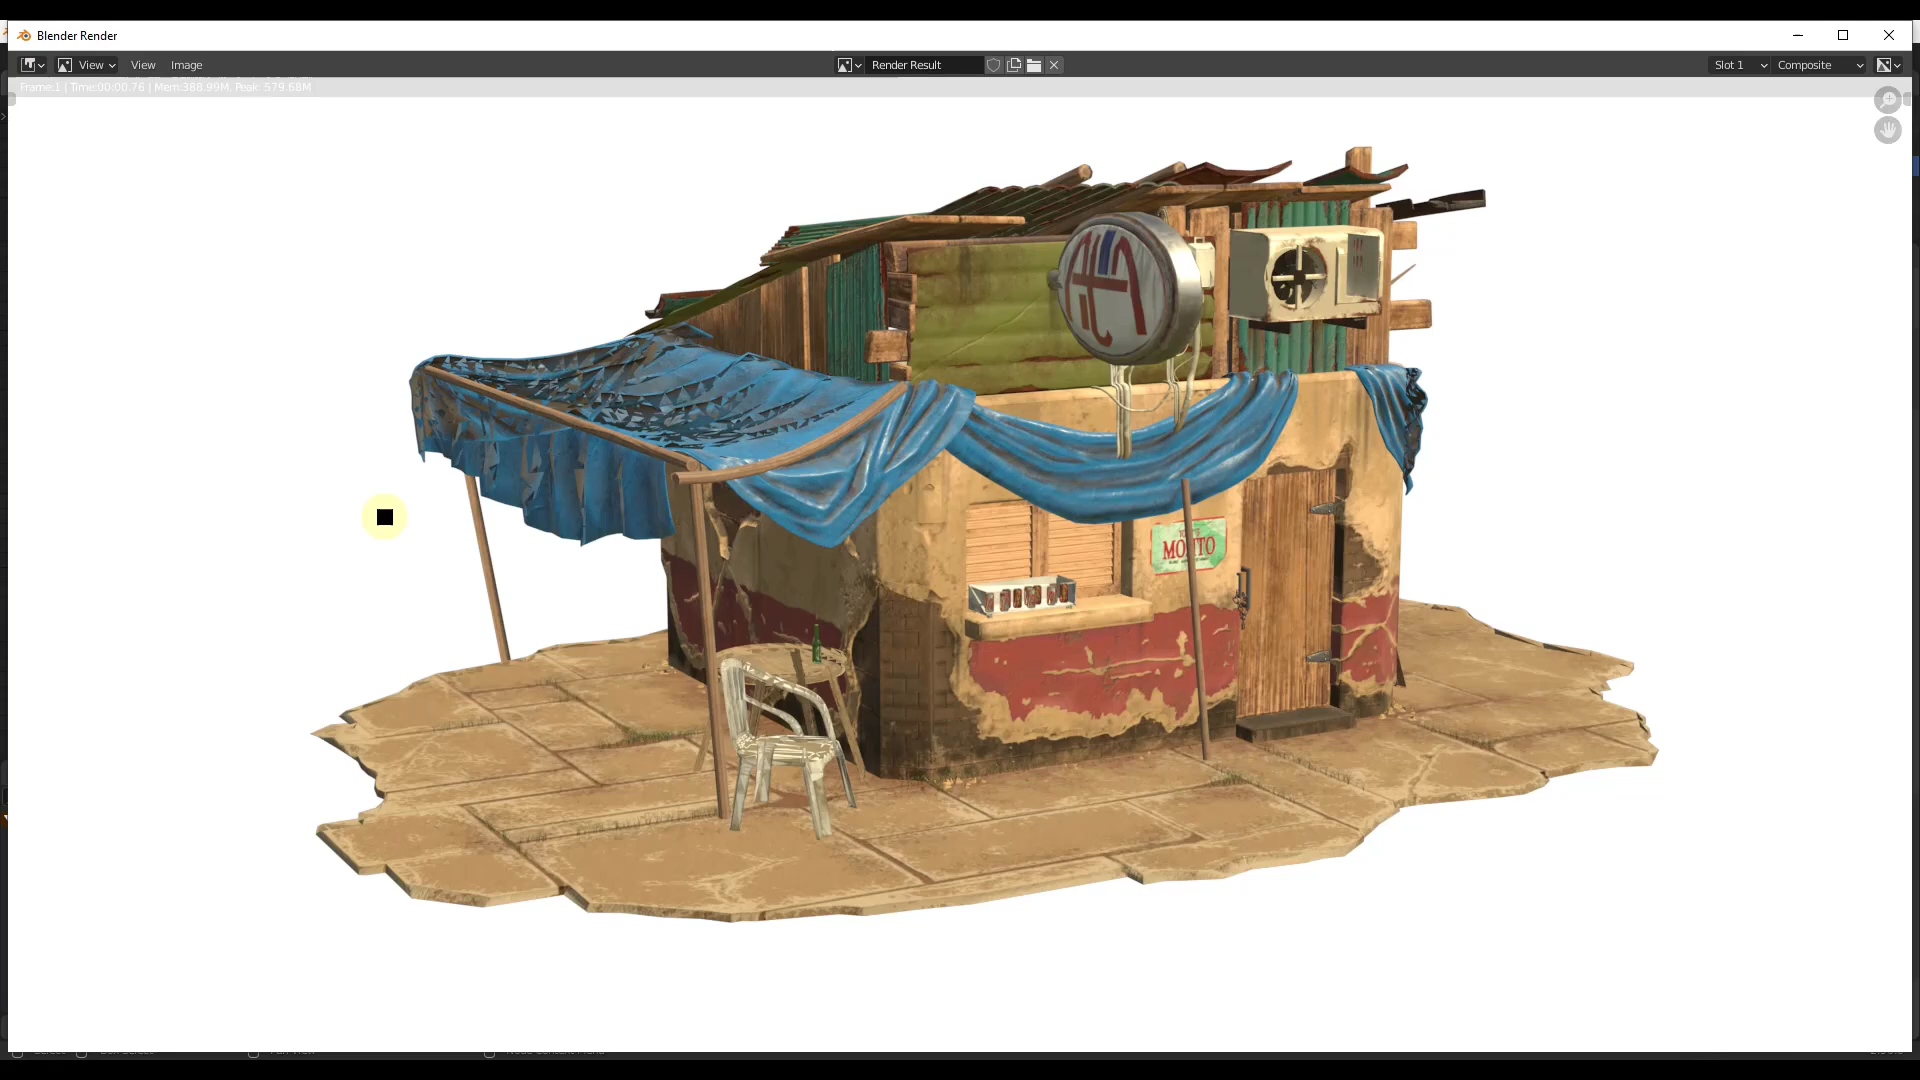 Blender Render
View View Image Render Result Slot 1 Composite
Frame:1 | Time:00:00.76 | Mem:388.99M, Peak: 579.68M
MOJITO